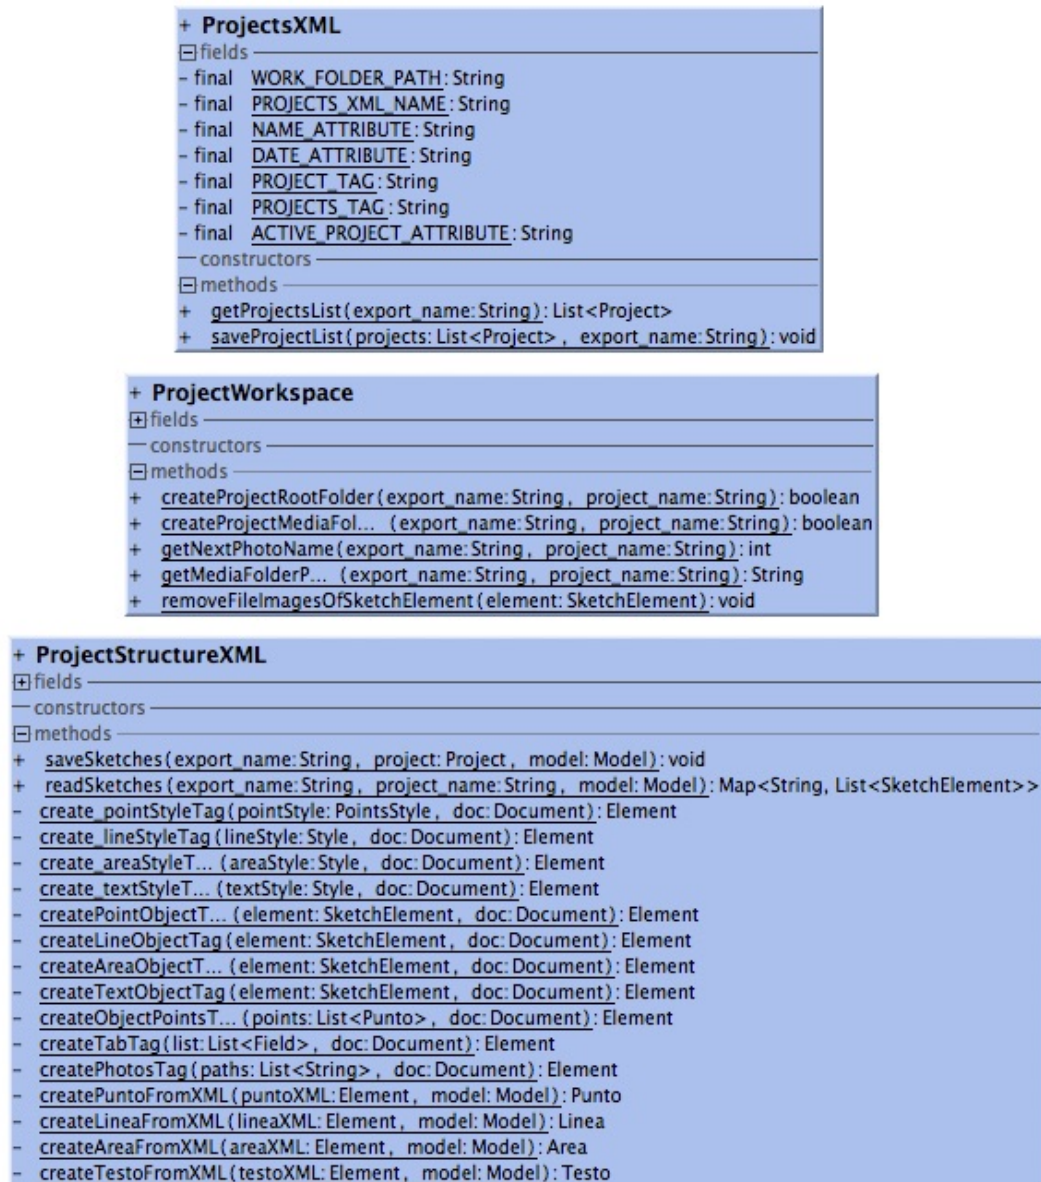 + ProjectsXML
fields
- final WORK_FOLDER_PATH: String
- final PROJECTS_XML_NAME: String
- final NAME_ATTRIBUTE: String
- final DATE_ATTRIBUTE: String
- final PROJECT_TAG: String
- final PROJECTS_TAG: String
- final ACTIVE_PROJECT_ATTRIBUTE: String
constructors
methods
+ getProjectsList(export_name:String): List<Project>
+ saveProjectList(projects: List<Project>, export_name:String): void
+ ProjectWorkspace
fields
constructors
methods
+ createProjectRootFolder(export_name:String, project_name:String): boolean
+ createProjectMediaFol... (export_name:String, project_name:String): boolean
+ getNextPhotoName(export_name:String, project_name:String): int
+ getMediaFolderP... (export_name:String, project_name:String): String
+ removeFileImagesOfSketchElement(element: SketchElement): void
+ ProjectStructureXML
fields
constructors
methods
+ saveSketches(export_name:String, project: Project, model: Model): void
+ readSketches(export_name:String, project_name:String, model: Model): Map<String, List<SketchElement>>
- create_pointStyleTag(pointStyle: PointsStyle, doc: Document): Element
- create_lineStyleTag(lineStyle: Style, doc: Document): Element
- create_areaStyleT... (areaStyle: Style, doc: Document): Element
- create_textStyleT... (textStyle: Style, doc: Document): Element
- createPointObjectT... (element: SketchElement, doc: Document): Element
- createLineObjectTag(element: SketchElement, doc: Document): Element
- createAreaObjectT... (element: SketchElement, doc: Document): Element
- createTextObjectTag(element: SketchElement, doc: Document): Element
- createObjectPointsT... (points: List<Punto>, doc: Document): Element
- createTabTag(list: List<Field>, doc: Document): Element
- createPhotosTag(paths: List<String>, doc: Document): Element
- createPuntoFromXML(puntoXML: Element, model: Model): Punto
- createLineaFromXML(lineaXML: Element, model: Model): Linea
- createAreaFromXML(areaXML: Element, model: Model): Area
- createTestoFromXML(testoXML: Element, model: Model): Testo